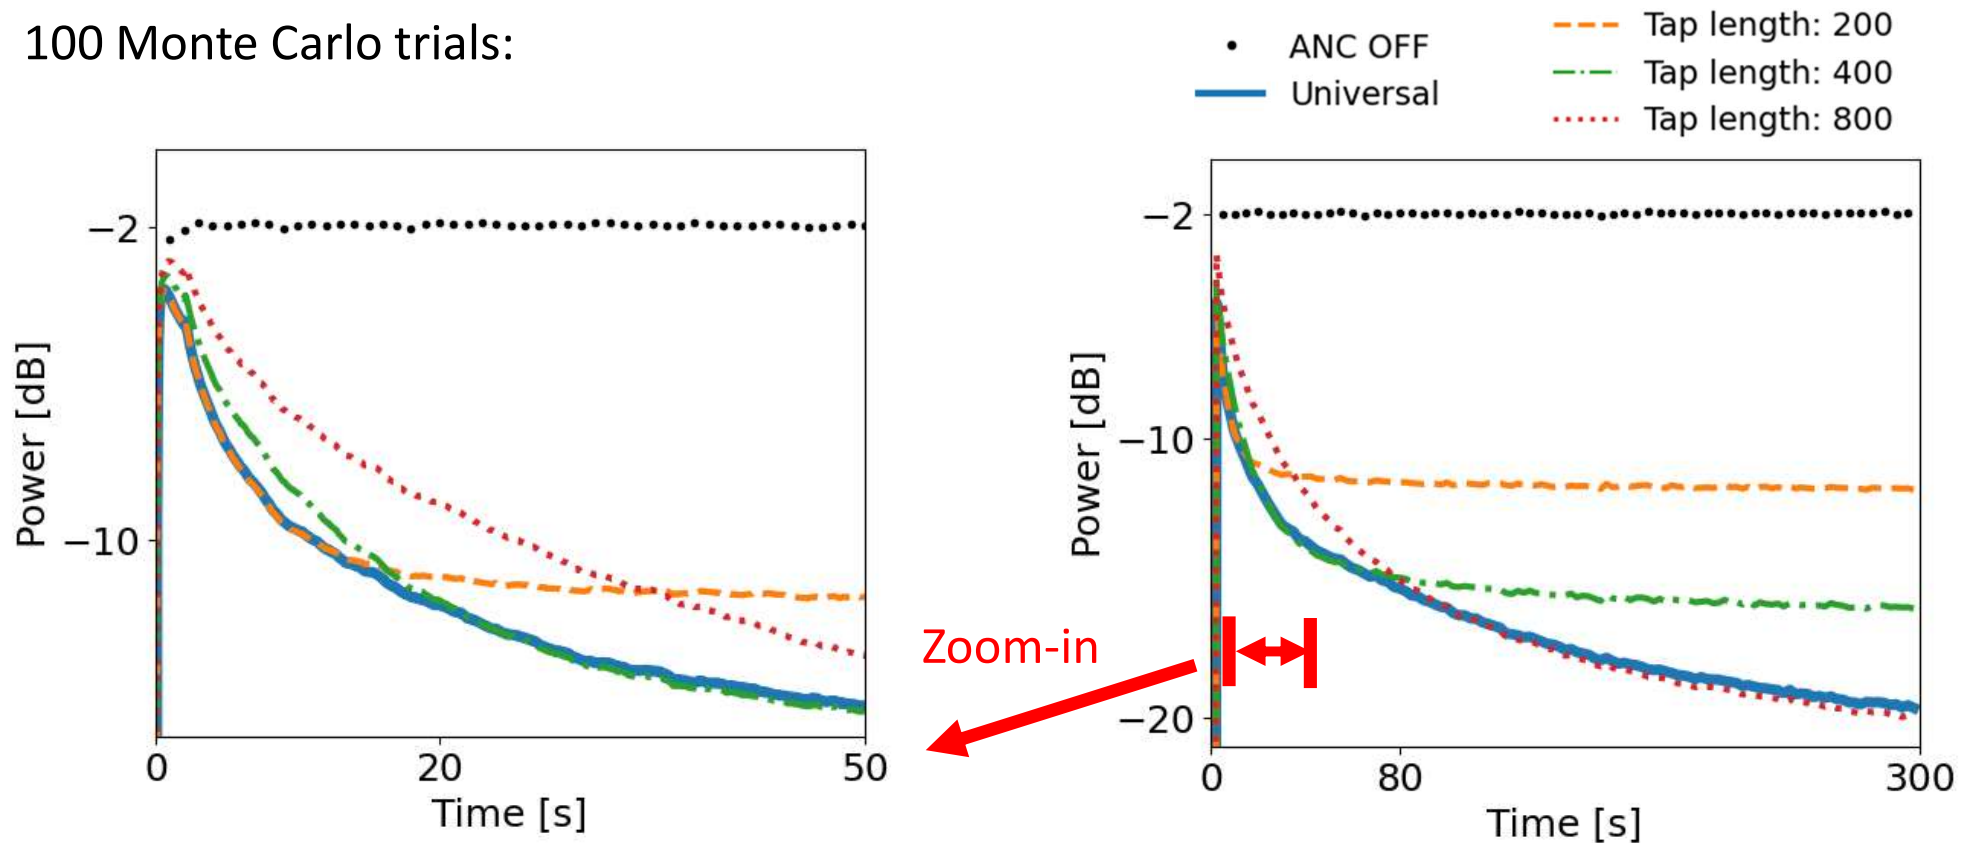 100 Monte Carlo trials:
ANC OFF
Universal
Tap length: 200
Tap length: 400
Tap length: 800
Power [dB]
−2
−10
0
20
50
Time [s]
Zoom-in
Power [dB]
−2
−10
−20
0
80
300
Time [s]